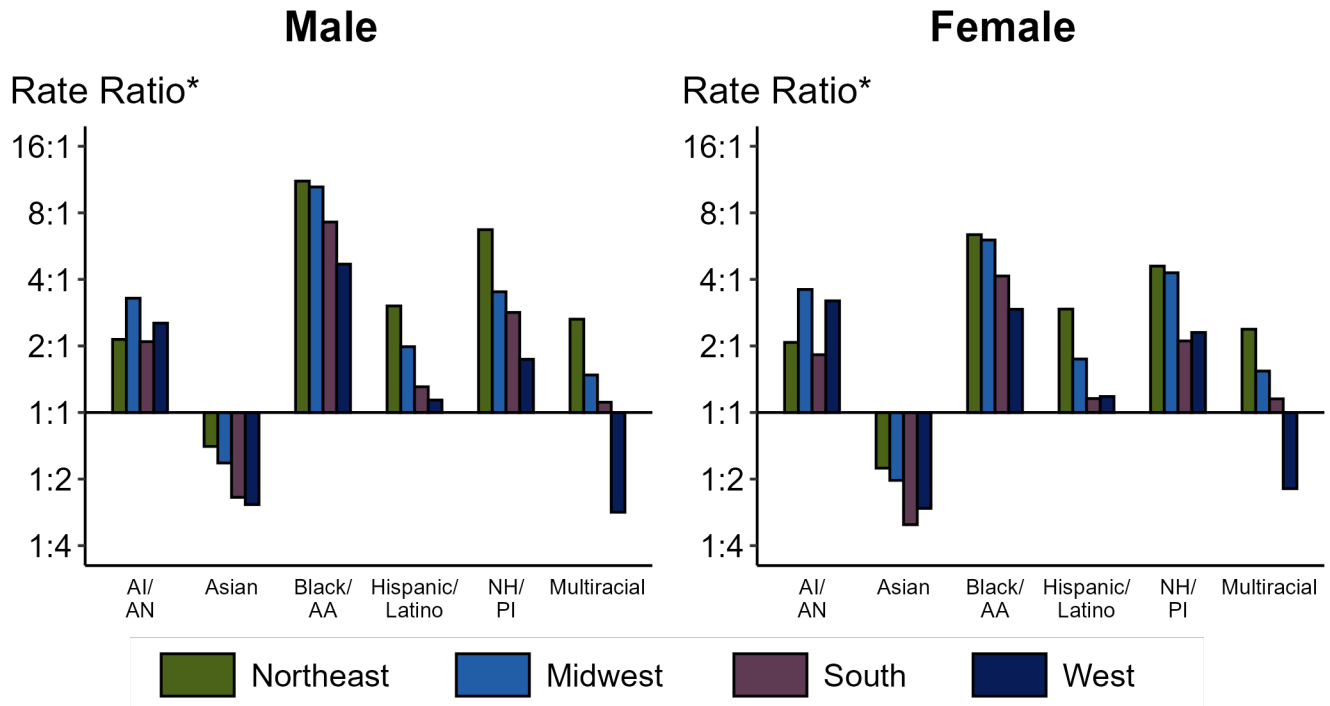 Male
Rate Ratio*
16:1
8:1
4:1
2:1
1:1
1:2
1:4
AI/
AN
Asian
Black/
AA
Hispanic/
Latino
NH/
PI
Multiracial
Female
Rate Ratio*
16:1
8:1
4:1
2:1
1:1
1:2
1:4
AI/
AN
Asian
Black/
AA
Hispanic/
Latino
NH/
PI
Multiracial
Northeast
Midwest
South
West